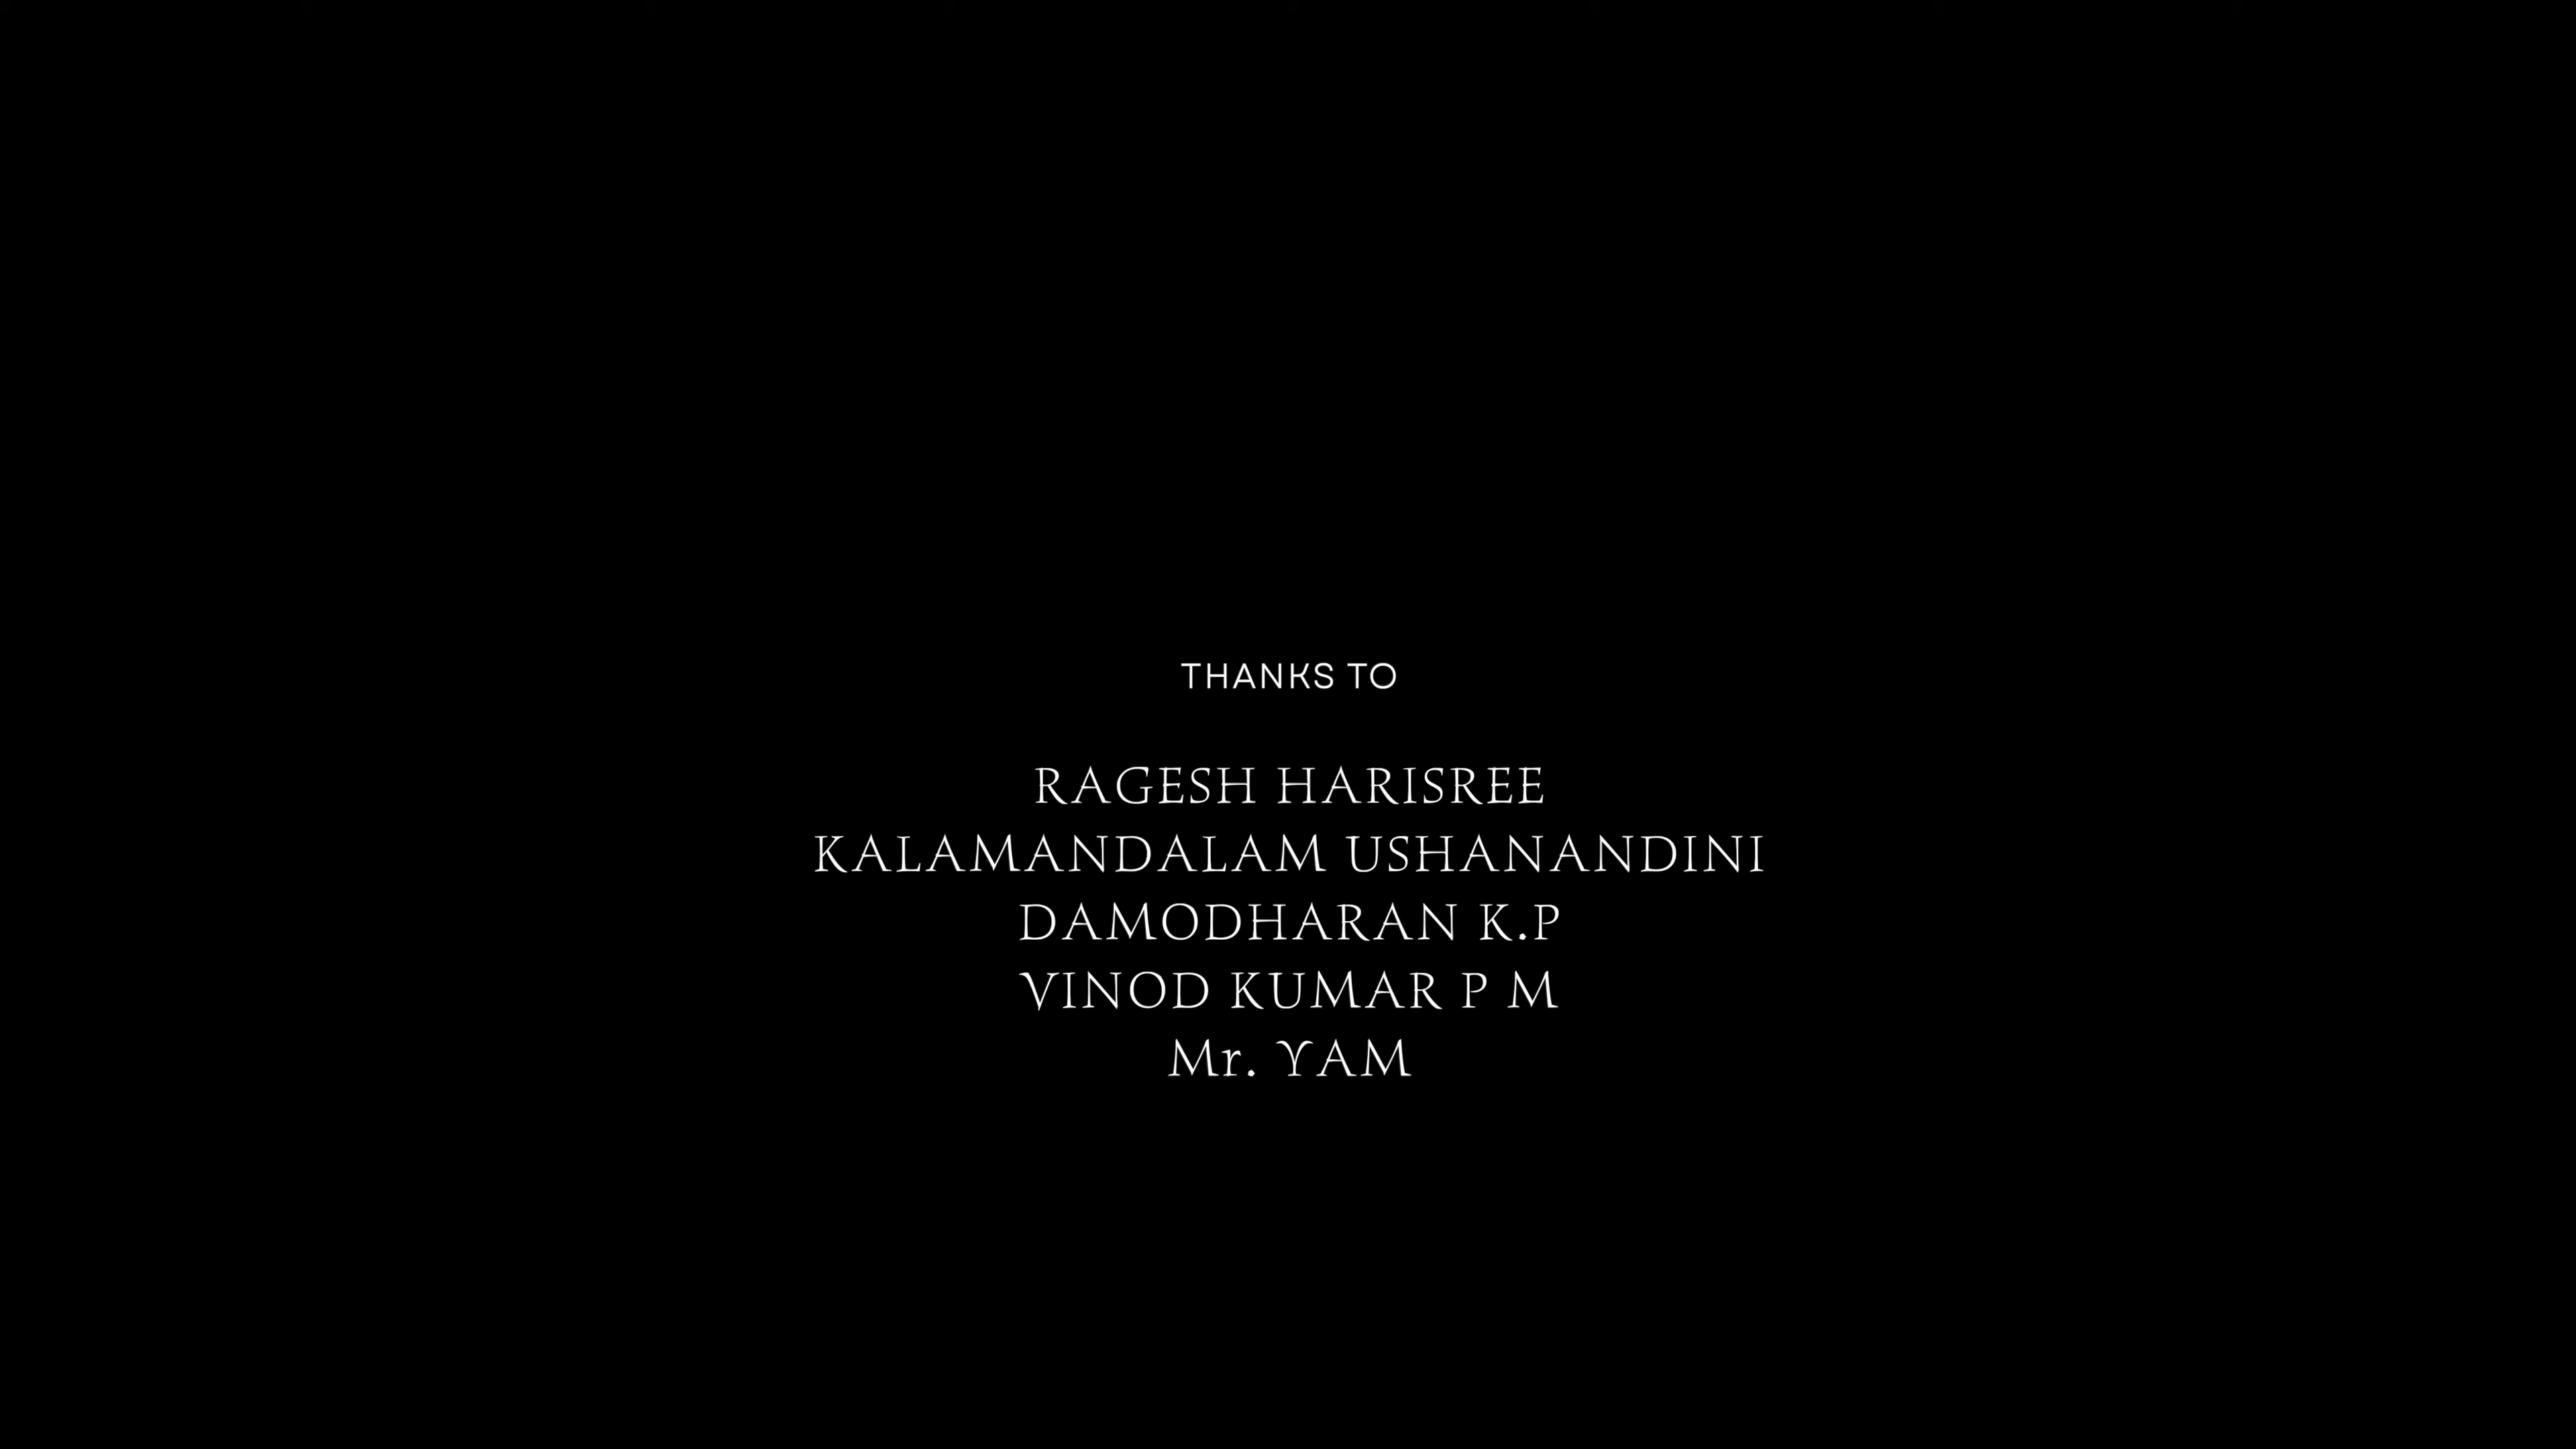 THANKS TO
RAGESH HARISREE
KALAMANDALAM USHANANDINI
DAMODHARAN K.P
VINOD KUMAR P M
Mr. YAM